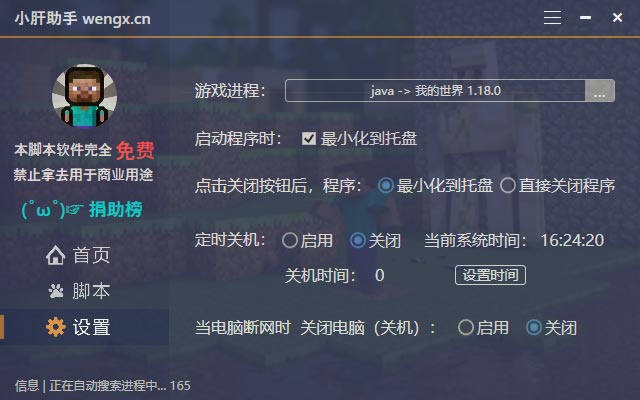 小肝助手 wengx.cn
本脚本软件完全 免费
禁止拿去用于商业用途
(ﾟωﾟ)☞ 捐助榜
首页
脚本
设置
游戏进程： java -> 我的世界 1.18.0 ...
启动程序时： 最小化到托盘
点击关闭按钮后，程序： 最小化到托盘 直接关闭程序
定时关机： 启用 关闭 当前系统时间： 16:24:20
关机时间： 0 设置时间
当电脑断网时 关闭电脑（关机）： 启用 关闭
信息 | 正在自动搜索进程中... 165